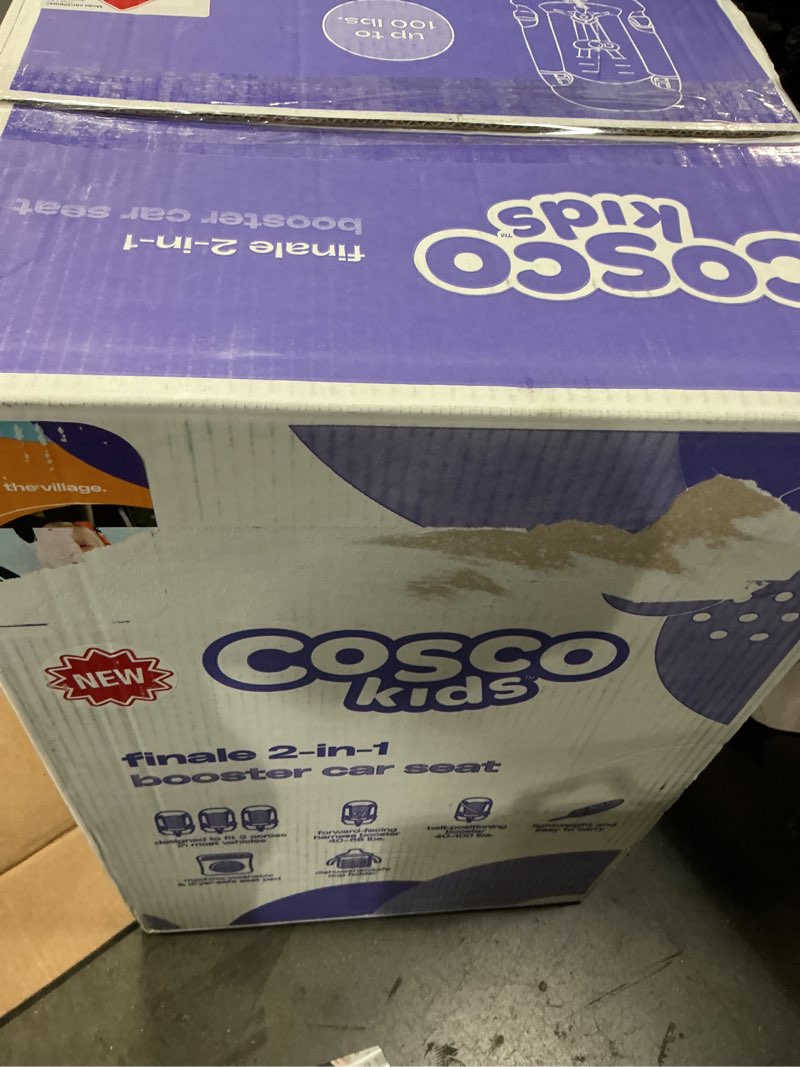 up to
100 lbs.
COSCO
kids™
finale 2-in-1
booster car seat
the village.
NEW
COSCO
kids™
finale 2-in-1
booster car seat
designed to fit 3 across
in most vehicles
forward-facing
harness booster
40-65 lbs.
belt-positioning
booster
40-100 lbs.
lightweight and
easy to carry
machine-washable
& dryer-safe seat pad
dishwasher-safe
cup holder